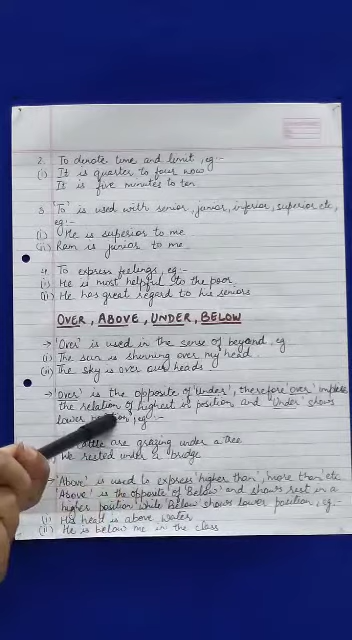 2. To denote time and limit, eg:-
(i) It is quarter to four now
It is five minutes to ten
3. 'To' is used with senior, junior, inferior, superior etc,
eg:-
(i) He is superior to me
(ii) Ram is junior to me
4. To express feelings, eg:-
(i) He is most helpful to the poor
(ii) He has great regard to his seniors
OVER, ABOVE, UNDER, BELOW
→ 'Over' is used in the sense of beyond, eg
(i) The sun is shinning over my head
(ii) The sky is over our heads
→ 'Over' is the opposite of 'under', therefore 'over' implies
the relation of highest in position and 'Under' shows
lower position, eg:-
are grazing under a tree
We rested under a bridge
→ 'Above' is used to express 'higher than', 'more than' etc.
'Above' is the opposite of 'Below' and shows rest in a
higher position while 'Below' shows lower position, eg:-
(i) His head is above water
(ii) He is below me in the class